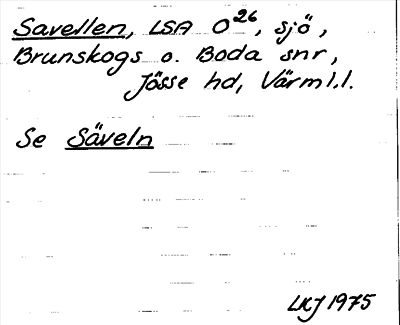 Savellen, LSA O26, sjö,
Brunskogs o. Boda snr,
Jösse hd, Värml.l.
Se Säveln
LKJ 1975